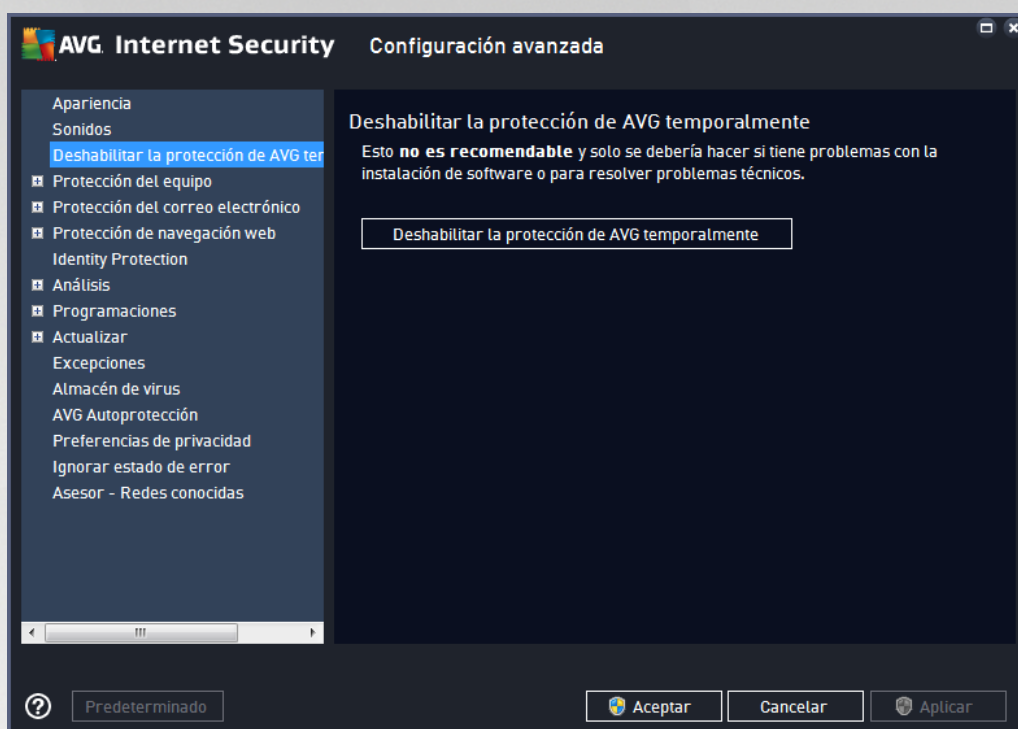 AVG. Internet Security
Configuración avanzada
Apariencia
Sonidos
Deshabilitar la protección de AVG ter
Protección del equipo
Protección del correo electrónico
Protección de navegación web
Identity Protection
Análisis
Programaciones
Actualizar
Excepciones
Almacén de virus
AVG Autoprotección
Preferencias de privacidad
Ignorar estado de error
Asesor - Redes conocidas
Deshabilitar la protección de AVG temporalmente
Esto no es recomendable y solo se debería hacer si tiene problemas con la
instalación de software o para resolver problemas técnicos.
Deshabilitar la protección de AVG temporalmente
Predeterminado
Aceptar
Cancelar
Aplicar